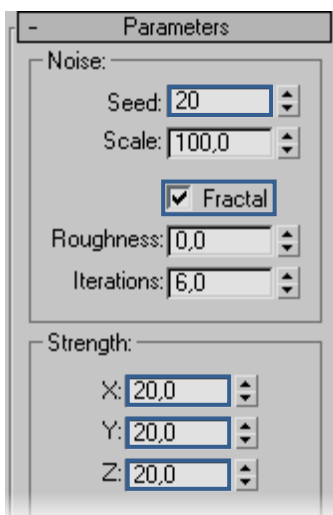 - Parameters
Noise:
Seed: 20
Scale: 100,0
Fractal
Roughness: 0,0
Iterations: 6,0
Strength:
X: 20,0
Y: 20,0
Z: 20,0